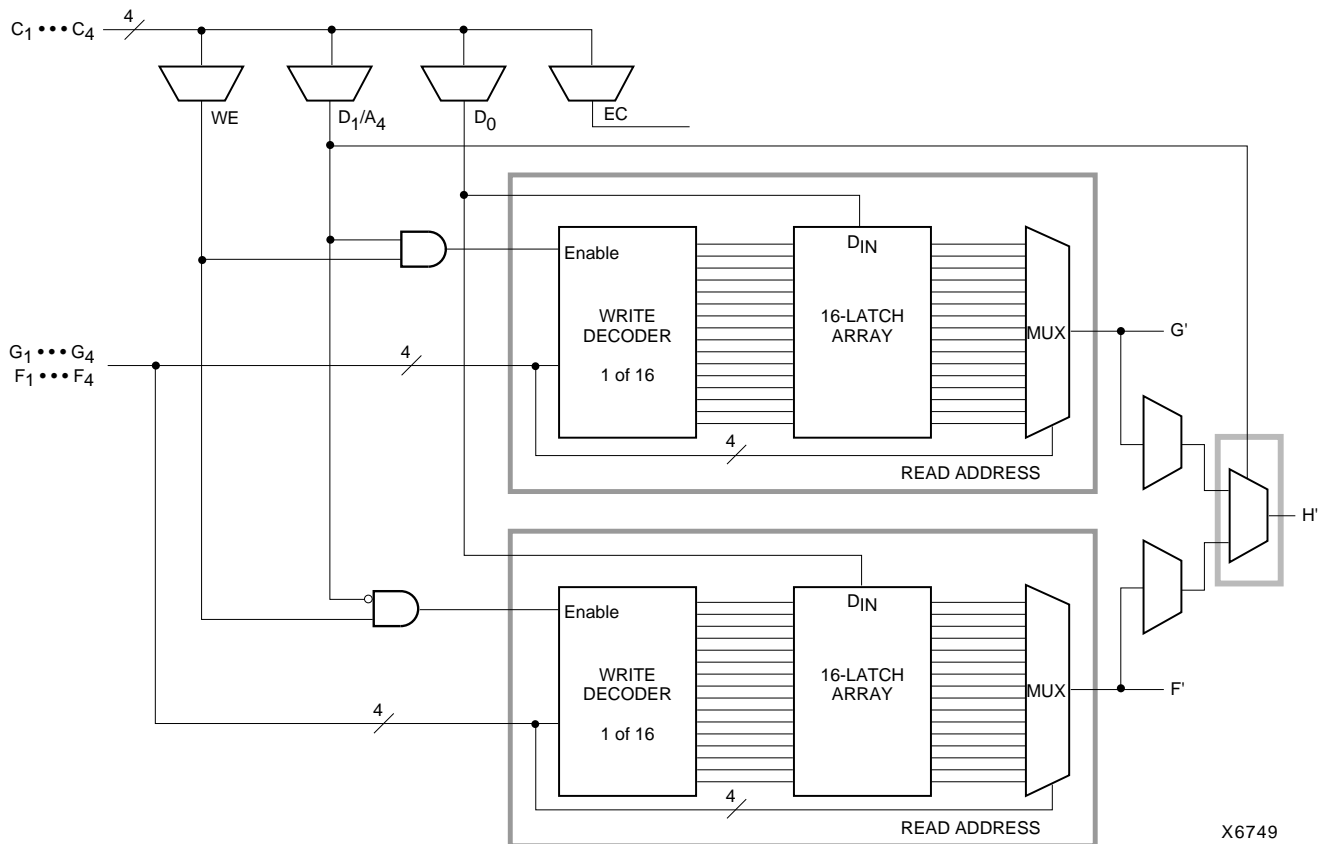 C1 ••• C4
4
WE
D1/A4
D0
EC
Enable
DIN
WRITE
DECODER
1 of 16
16-LATCH
ARRAY
MUX
G'
G1 ••• G4
F1 ••• F4
4
4
READ ADDRESS
H'
Enable
DIN
WRITE
DECODER
1 of 16
16-LATCH
ARRAY
MUX
F'
4
4
READ ADDRESS
X6749